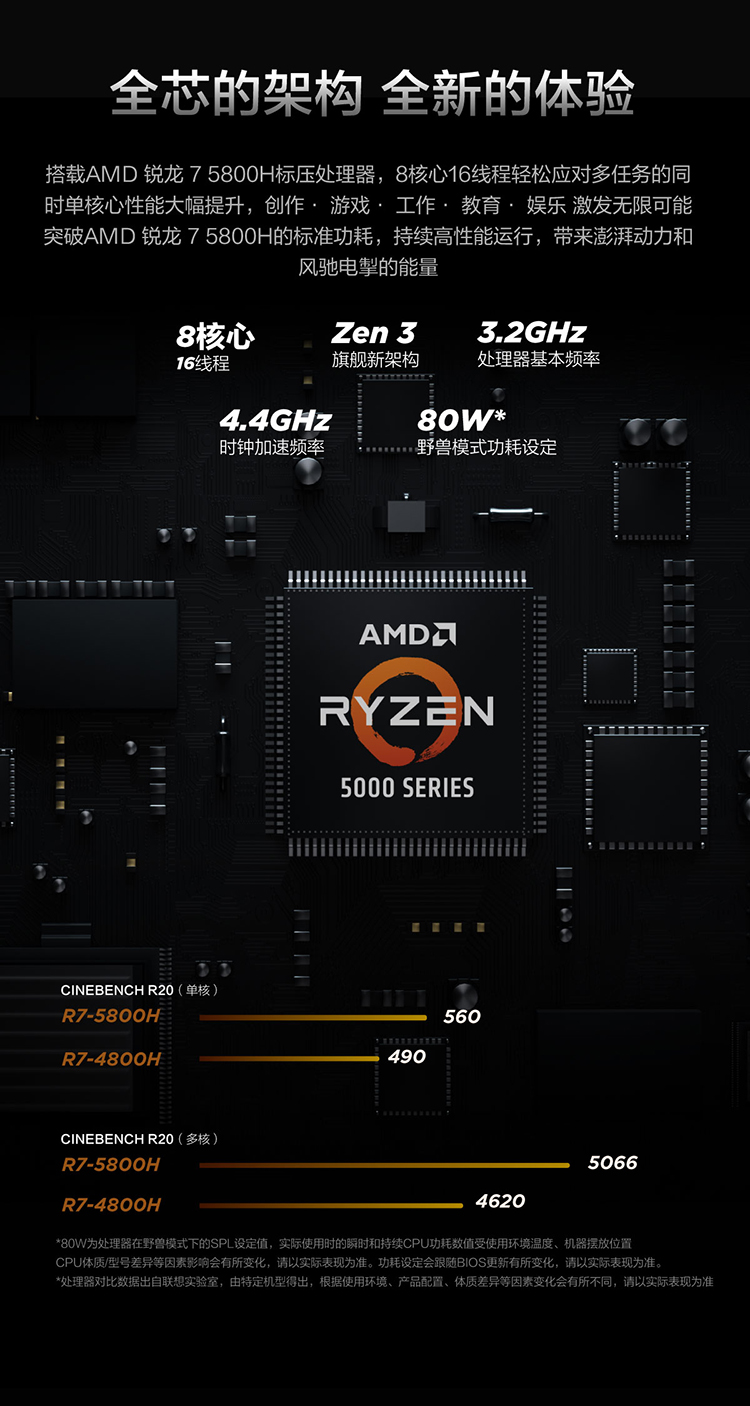 全芯的架构 全新的体验
搭载AMD 锐龙 7 5800H标压处理器，8核心16线程轻松应对多任务的同
时单核心性能大幅提升，创作· 游戏· 工作· 教育· 娱乐 激发无限可能
突破AMD 锐龙 7 5800H的标准功耗，持续高性能运行，带来澎湃动力和
风驰电掣的能量
8核心
16线程
Zen 3
旗舰新架构
3.2GHz
处理器基本频率
4.4GHz
时钟加速频率
80W*
野兽模式功耗设定
AMD
RYZEN
5000 SERIES
CINEBENCH R20（单核）
R7-5800H 560
R7-4800H 490
CINEBENCH R20（多核）
R7-5800H 5066
R7-4800H 4620
*80W为处理器在野兽模式下的SPL设定值，实际使用时的瞬时和持续CPU功耗数值受使用环境温度、机器摆放位置
CPU体质/型号差异等因素影响会有所变化，请以实际表现为准。功耗设定会跟随BIOS更新有所变化，请以实际表现为准。
*处理器对比数据出自联想实验室，由特定机型得出，根据使用环境、产品配置、体质差异等因素变化会有所不同，请以实际表现为准